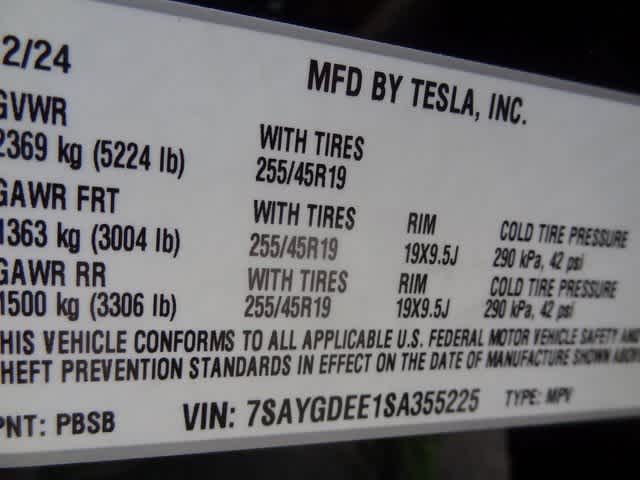 2/24
MFD BY TESLA, INC.
GVWR
2369 kg (5224 lb)
WITH TIRES
255/45R19
GAWR FRT
1363 kg (3004 lb)
WITH TIRES
255/45R19
RIM
19X9.5J
COLD TIRE PRESSURE
290 kPa, 42 psi
GAWR RR
1500 kg (3306 lb)
WITH TIRES
255/45R19
RIM
19X9.5J
COLD TIRE PRESSURE
290 kPa, 42 psi
HIS VEHICLE CONFORMS TO ALL APPLICABLE U.S. FEDERAL MOTOR VEHICLE SAFETY AND
HEFT PREVENTION STANDARDS IN EFFECT ON THE DATE OF MANUFACTURE SHOWN ABOV
PNT: PBSB
VIN: 7SAYGDEE1SA355225
TYPE: MPV